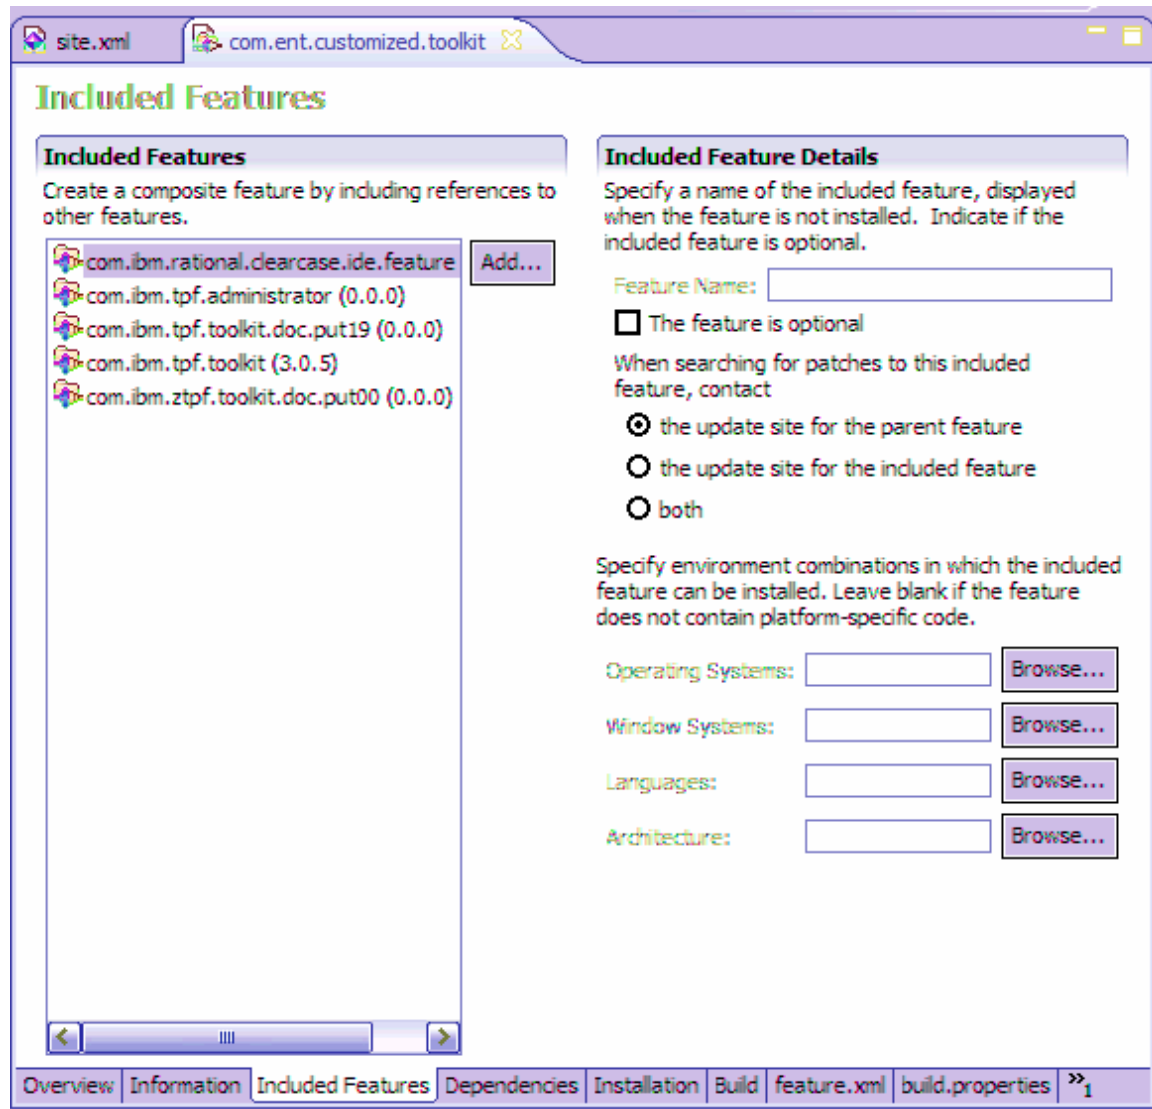 site.xml
com.ent.customized.toolkit
Included Features
Included Features
Create a composite feature by including references to
other features.
com.ibm.rational.clearcase.ide.feature
Add...
com.ibm.tpf.administrator (0.0.0)
com.ibm.tpf.toolkit.doc.put19 (0.0.0)
com.ibm.tpf.toolkit (3.0.5)
com.ibm.ztpf.toolkit.doc.put00 (0.0.0)
Included Feature Details
Specify a name of the included feature, displayed
when the feature is not installed.  Indicate if the
included feature is optional.
Feature Name:
The feature is optional
When searching for patches to this included
feature, contact
the update site for the parent feature
the update site for the included feature
both
Specify environment combinations in which the included
feature can be installed. Leave blank if the feature
does not contain platform-specific code.
Operating Systems:
Browse...
Window Systems:
Browse...
Languages:
Browse...
Architecture:
Browse...
Overview Information Included Features Dependencies Installation Build feature.xml build.properties »1